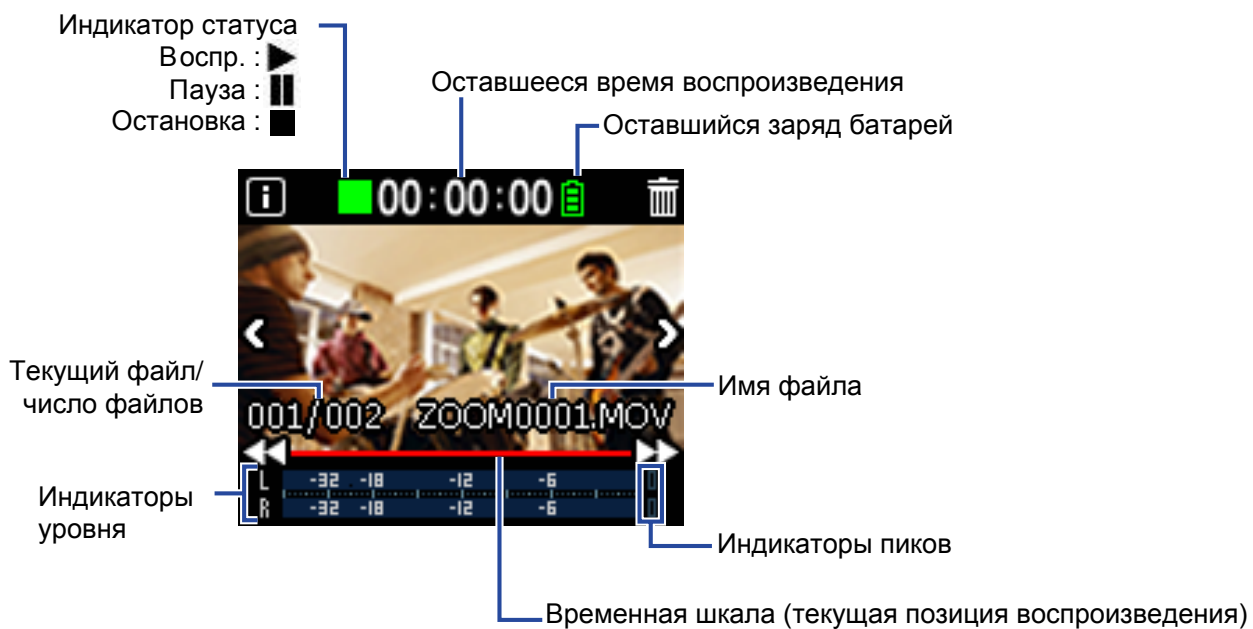 Индикатор статуса
Воспр. :
Пауза :
Остановка :
Оставшееся время воспроизведения
Оставшийся заряд батарей
i
00:00:00
Текущий файл/
число файлов
001/002 ZOOM0001.MOV
Имя файла
Индикаторы
уровня
L -32 -18 -12 -6
R -32 -18 -12 -6
Индикаторы пиков
Временная шкала (текущая позиция воспроизведения)